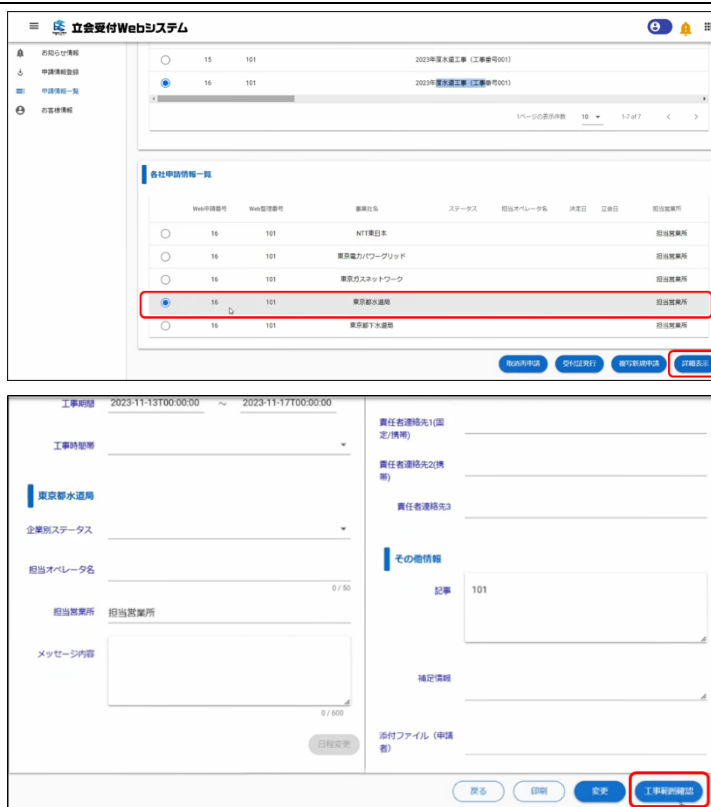 立会受付Webシステム
お知らせ情報
申請情報登録
申請情報一覧
お客様情報
15 101 2023年度水道工事（工事番号001）
16 101 2023年度水道工事（工事番号001）
1ページの表示件数 10 1-7 of 7
各社申請情報一覧
Web申請番号 Web整理番号 事業社名 ステータス 担当オペレータ名 決定日 立会日 担当営業所
16 101 NTT東日本 担当営業所
16 101 東京電力パワーグリッド 担当営業所
16 101 東京ガスネットワーク 担当営業所
16 101 東京都水道局 担当営業所
16 101 東京都下水道局 担当営業所
取消再申請 受付証発行 複写新規申請 詳細表示
工事期間 2023-11-13T00:00:00 ～ 2023-11-17T00:00:00
工事時間帯
東京都水道局
企業別ステータス
担当オペレータ名
0 / 50
担当営業所 担当営業所
メッセージ内容
0 / 600
日程変更
責任者連絡先1(固
定/携帯)
責任者連絡先2(携
帯)
責任者連絡先3
その他情報
記事 101
補足情報
添付ファイル（申請
者）
戻る 印刷 変更 工事範囲確認